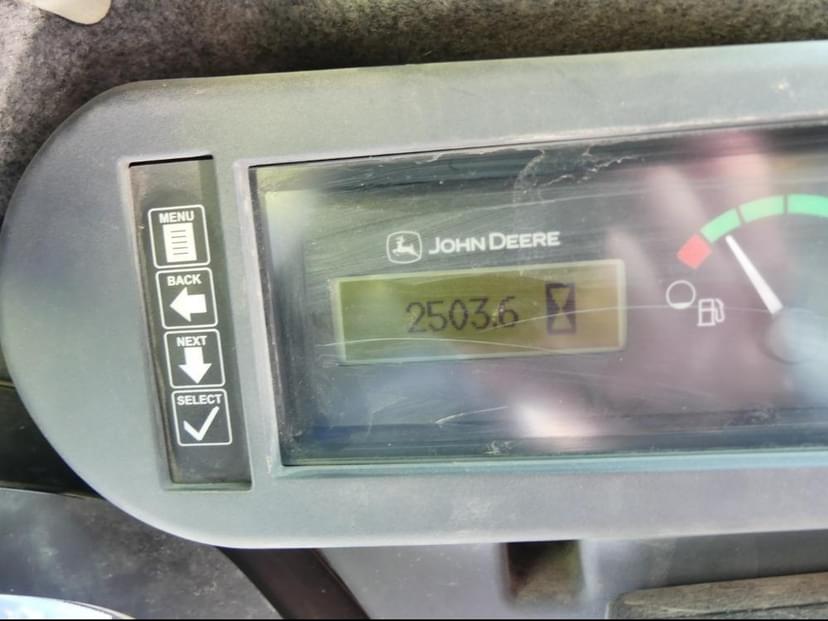 MENU
BACK
NEXT
SELECT
JOHN DEERE
2503.6